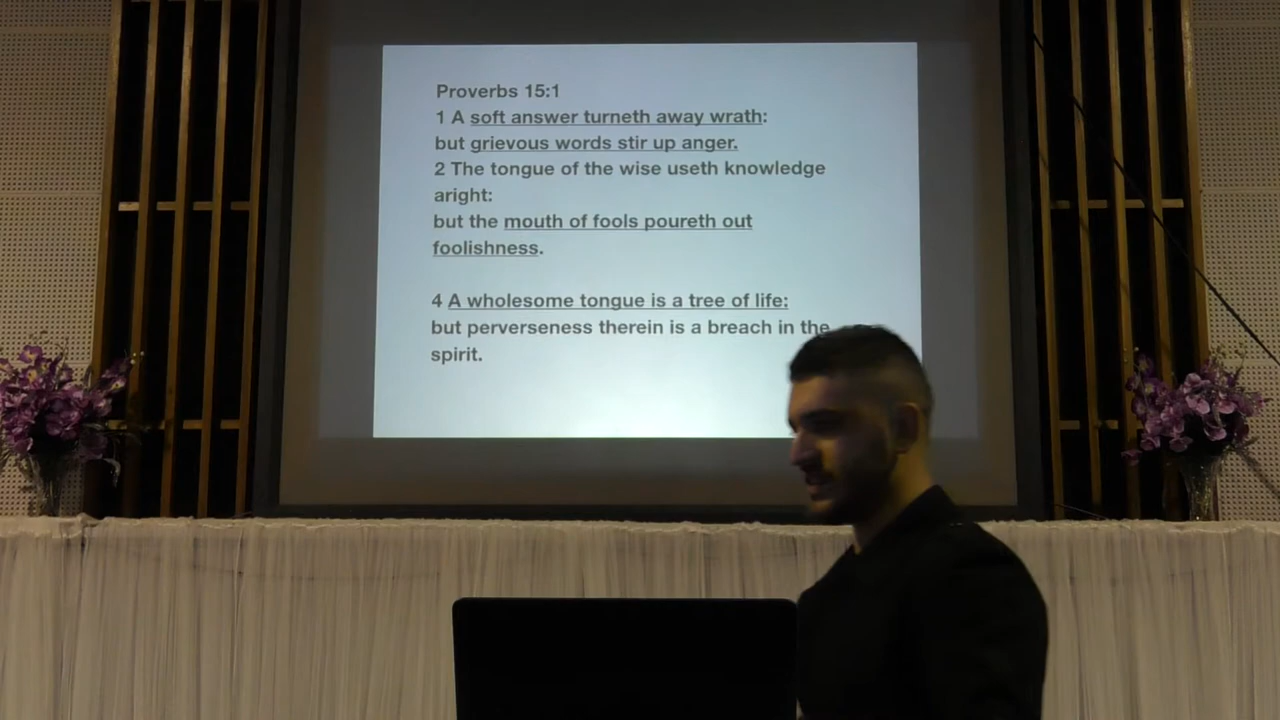 Proverbs 15:1
1 A soft answer turneth away wrath:
but grievous words stir up anger.
2 The tongue of the wise useth knowledge
aright:
but the mouth of fools poureth out
foolishness.
4 A wholesome tongue is a tree of life:
but perverseness therein is a breach in the
spirit.